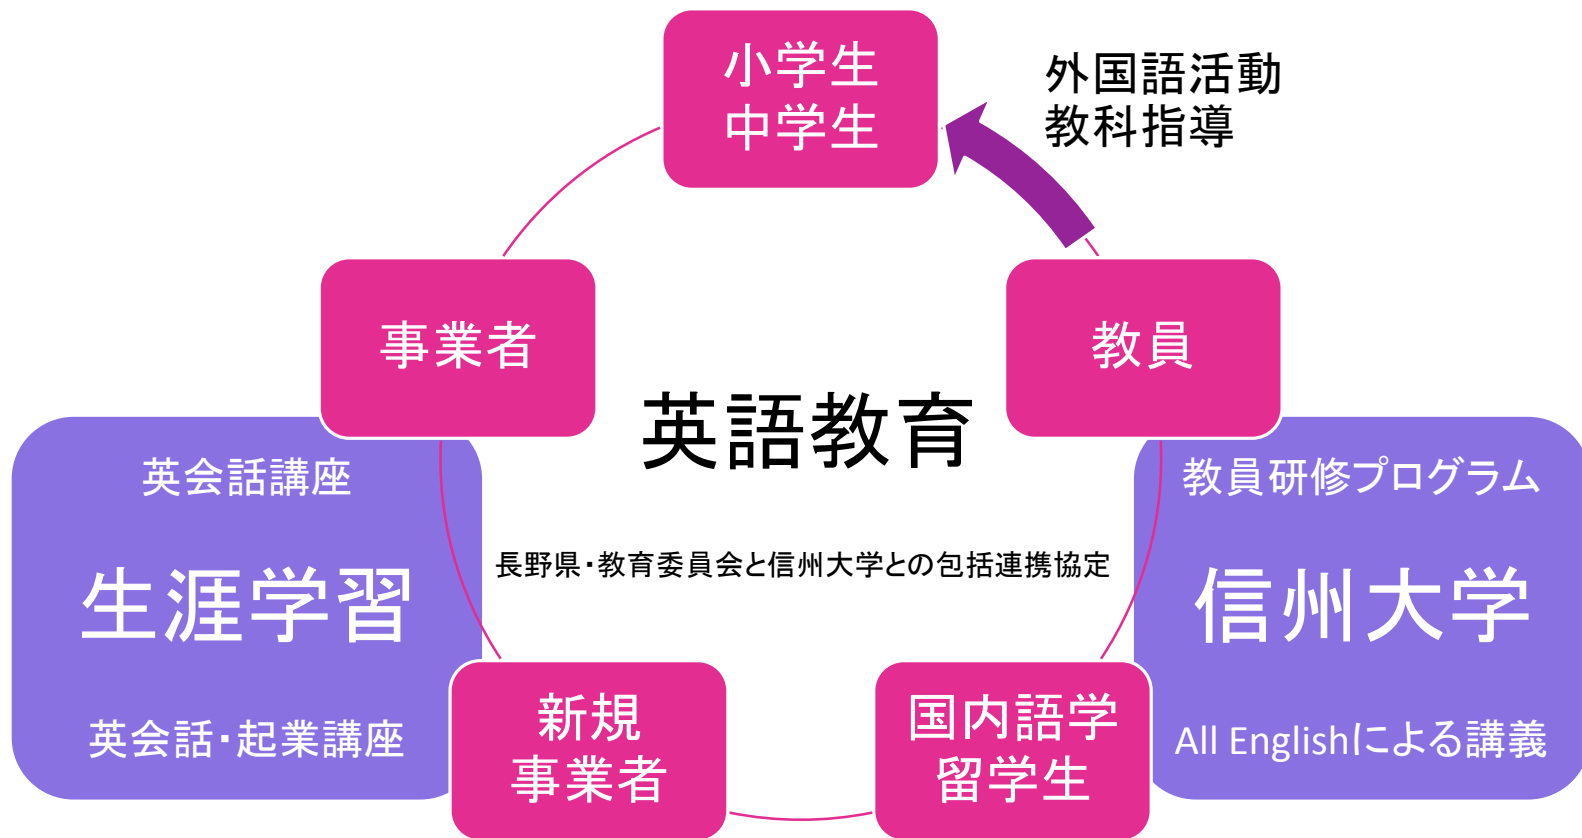 小学生
中学生
外国語活動
教科指導
事業者
教員
英語教育
英会話講座
教員研修プログラム
長野県・教育委員会と信州大学との包括連携協定
生涯学習
信州大学
新規
事業者
国内語学
留学生
英会話・起業講座
All Englishによる講義